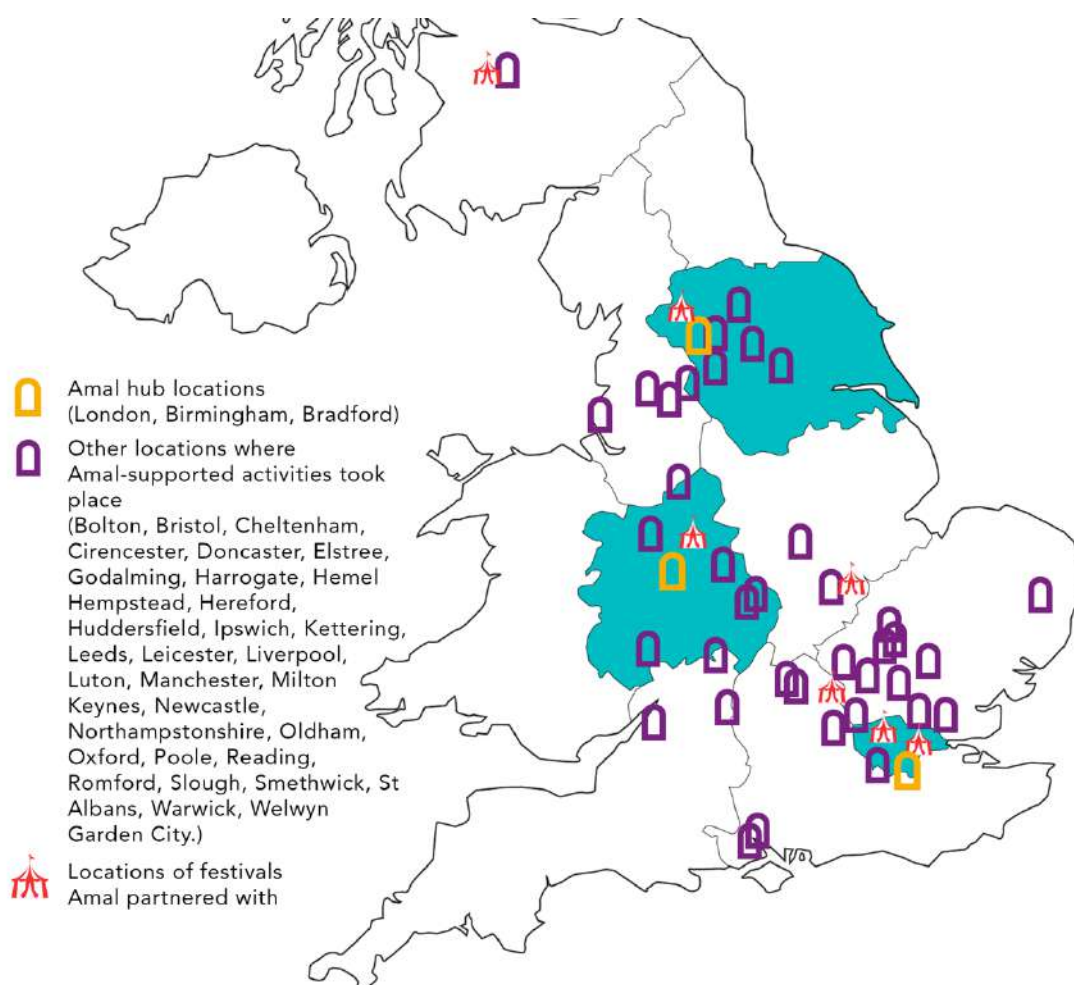 Amal hub locations
(London, Birmingham, Bradford)
Other locations where
Amal-supported activities took
place
(Bolton, Bristol, Cheltenham,
Cirencester, Doncaster, Elstree,
Godalming, Harrogate, Hemel
Hempstead, Hereford,
Huddersfield, Ipswich, Kettering,
Leeds, Leicester, Liverpool,
Luton, Manchester, Milton
Keynes, Newcastle,
Northampstonshire, Oldham,
Oxford, Poole, Reading,
Romford, Slough, Smethwick, St
Albans, Warwick, Welwyn
Garden City.)
Locations of festivals
Amal partnered with